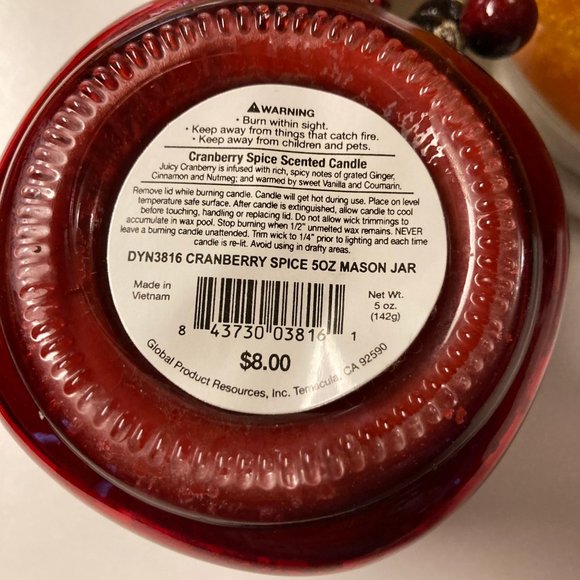 ⚠WARNING
• Burn within sight.
• Keep away from things that catch fire.
• Keep away from children and pets.
Cranberry Spice Scented Candle
Juicy Cranberry is infused with rich, spicy notes of grated Ginger,
Cinnamon and Nutmeg; and warmed by sweet Vanilla and Coumarin.
Remove lid while burning candle. Candle will get hot during use. Place on level
temperature safe surface. After candle is extinguished, allow candle to cool
before touching, handling or replacing lid. Do not allow wick trimmings to
accumulate in wax pool. Stop burning when 1/2" unmelted wax remains. NEVER
leave a burning candle unattended. Trim wick to 1/4" prior to lighting and each time
candle is re-lit. Avoid using in drafty areas.
DYN3816 CRANBERRY SPICE 5OZ MASON JAR
Made in
Vietnam
Net Wt.
5 oz.
(142g)
8 43730 03816 1
$8.00
Global Product Resources, Inc. Temecula, CA 92590